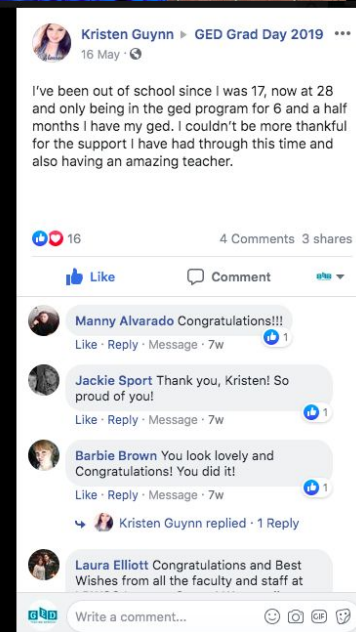 Kristen Guynn ▸ GED Grad Day 2019 •••
16 May ·
I've been out of school since I was 17, now at 28
and only being in the ged program for 6 and a half
months I have my ged. I couldn't be more thankful
for the support I have had through this time and
also having an amazing teacher.
16 4 Comments 3 shares
Like Comment
Manny Alvarado Congratulations!!!
1
Like · Reply · Message · 7w
Jackie Sport Thank you, Kristen! So
proud of you!
1
Like · Reply · Message · 7w
Barbie Brown You look lovely and
Congratulations! You did it!
1
Like · Reply · Message · 7w
Kristen Guynn replied · 1 Reply
Laura Elliott Congratulations and Best
Wishes from all the faculty and staff at
GED Write a comment... GIF